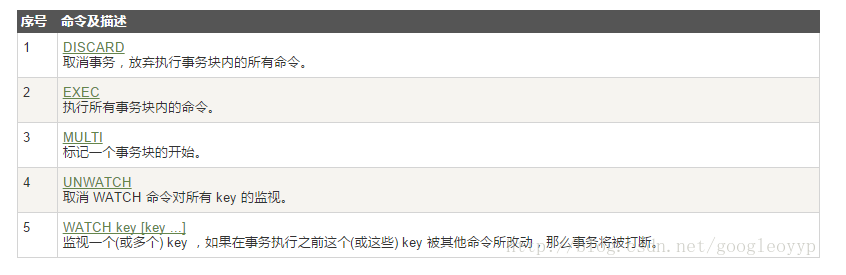 序号 命令及描述
1 DISCARD
取消事务，放弃执行事务块内的所有命令。
2 EXEC
执行所有事务块内的命令。
3 MULTI
标记一个事务块的开始。
4 UNWATCH
取消 WATCH 命令对所有 key 的监视。
5 WATCH key [key ...]
监视一个(或多个) key ，如果在事务执行之前这个(或这些) key 被其他命令所改动，那么事务将被打断。
http://blog.csdn.net/googleoyyp